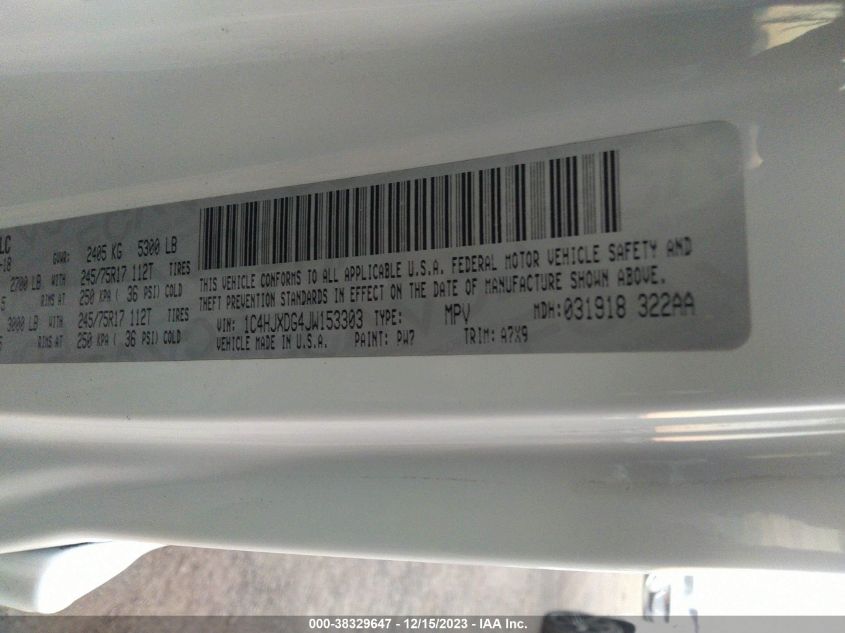 LC
-18
GVWR: 2405 KG 5300 LB
2700 LB WITH 245/75R17 112T TIRES
5 RIMS AT 250 KPA ( 36 PSI) COLD
3000 LB WITH 245/75R17 112T TIRES
RIMS AT 250 KPA ( 36 PSI) COLD
THIS VEHICLE CONFORMS TO ALL APPLICABLE U.S.A. FEDERAL MOTOR VEHICLE SAFETY AND
THEFT PREVENTION STANDARDS IN EFFECT ON THE DATE OF MANUFACTURE SHOWN ABOVE.
VIN: 1C4HJXDG4JW153303 TYPE: MPV MDH:031918 322AA
VEHICLE MADE IN U.S.A. PAINT: PW7 TRIM: A7X9
000-38329647 - 12/15/2023 - IAA Inc.